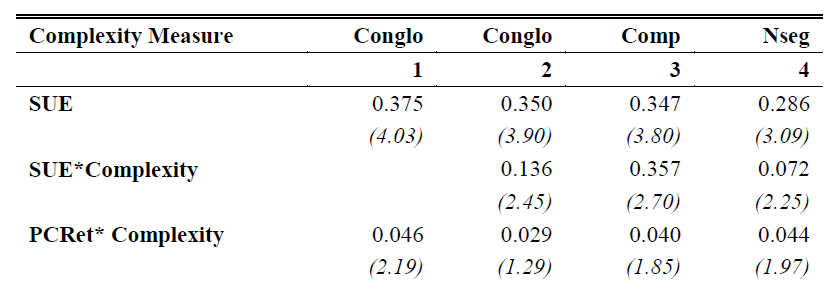 Complexity Measure Conglo Conglo Comp Nseg
1 2 3 4
SUE 0.375 0.350 0.347 0.286
(4.03) (3.90) (3.80) (3.09)
SUE*Complexity 0.136 0.357 0.072
(2.45) (2.70) (2.25)
PCRet* Complexity 0.046 0.029 0.040 0.044
(2.19) (1.29) (1.85) (1.97)